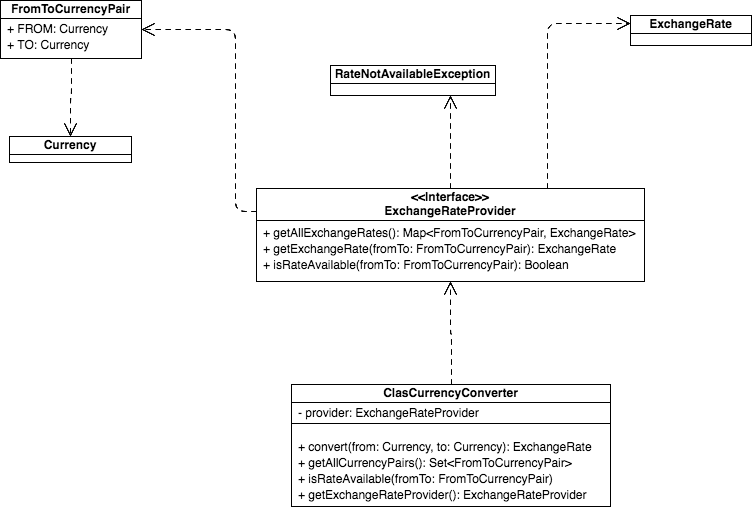 FromToCurrencyPair
+ FROM: Currency
+ TO: Currency
ExchangeRate
RateNotAvailableException
Currency
<<Interface>>
ExchangeRateProvider
+ getAllExchangeRates(): Map<FromToCurrencyPair, ExchangeRate>
+ getExchangeRate(fromTo: FromToCurrencyPair): ExchangeRate
+ isRateAvailable(fromTo: FromToCurrencyPair): Boolean
ClasCurrencyConverter
- provider: ExchangeRateProvider
+ convert(from: Currency, to: Currency): ExchangeRate
+ getAllCurrencyPairs(): Set<FromToCurrencyPair>
+ isRateAvailable(fromTo: FromToCurrencyPair)
+ getExchangeRateProvider(): ExchangeRateProvider